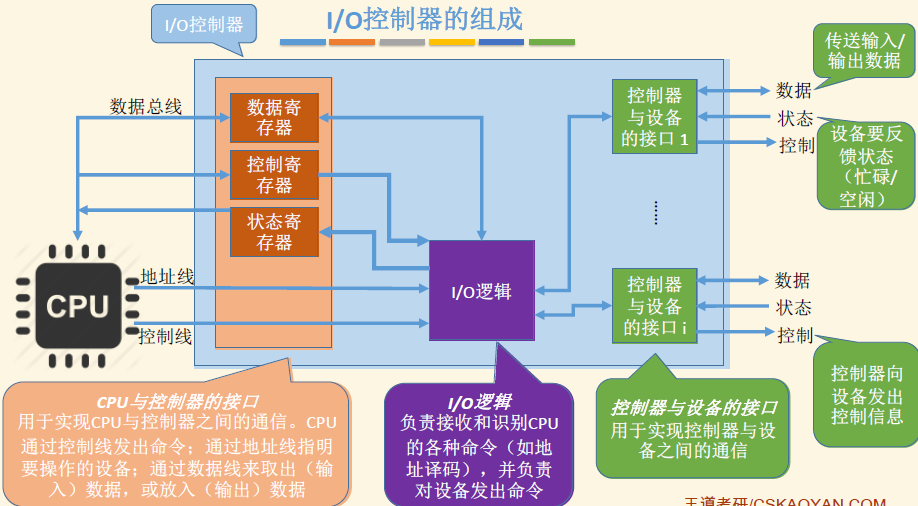 I/O控制器的组成
I/O控制器
数据总线
数据寄
存器
控制寄
存器
状态寄
存器
CPU
地址线
控制线
I/O逻辑
控制器
与设备
的接口 1
数据
状态
控制
传送输入/
输出数据
设备要反
馈状态
（忙碌/
空闲）
……
控制器
与设备
的接口 i
数据
状态
控制
控制器向
设备发出
控制信息
CPU与控制器的接口
用于实现CPU与控制器之间的通信。CPU
通过控制线发出命令；通过地址线指明
要操作的设备；通过数据线来取出（输
入）数据，或放入（输出）数据
I/O逻辑
负责接收和识别CPU
的各种命令（如地
址译码），并负责
对设备发出命令
控制器与设备的接口
用于实现控制器与设
备之间的通信
王道考研/CSKAOYAN.COM